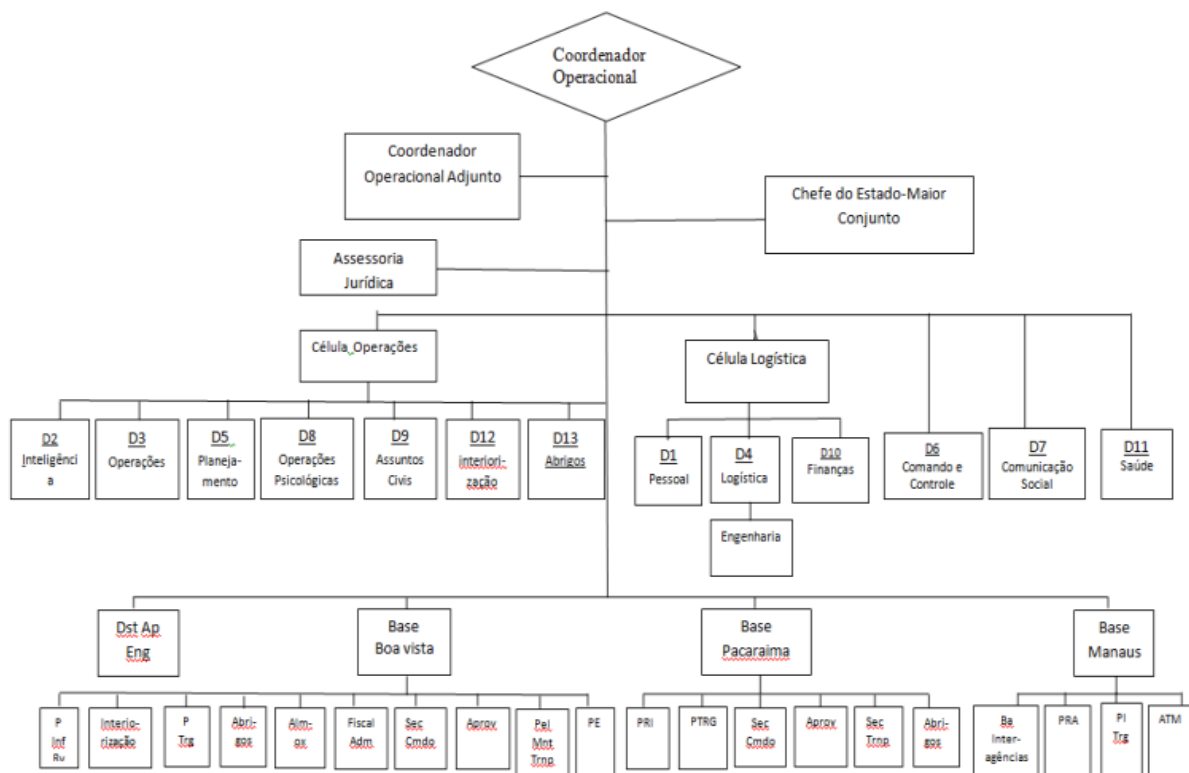 Coordenador
Operacional
Coordenador
Operacional Adjunto
Chefe do Estado-Maior
Conjunto
Assessoria
Jurídica
Célula Operações
Célula Logística
D2
Inteligênci
a
D3
Operações
D5
Planeja-
mento
D8
Operações
Psicológicas
D9
Assuntos
Civis
D12
interiori-
zação
D13
Abrigos
D1
Pessoal
D4
Logística
D10
Finanças
D6
Comando e
Controle
D7
Comunicação
Social
D11
Saúde
Engenharia
Dst Ap
Eng
Base
Boa vista
Base
Pacaraima
Base
Manaus
P
Inf
Rv
Interio-
rização
P
Trg
Abri-
gos
Alm-
ox
Fiscal
Adm
Sec
Cmdo
Aprov
Pel
Mnt
Trnp
PE
PRI
PTRG
Sec
Cmdo
Aprov
Sec
Trnp
Abri-
gos
Ba
Inter-
agências
PRA
PI
Trg
ATM